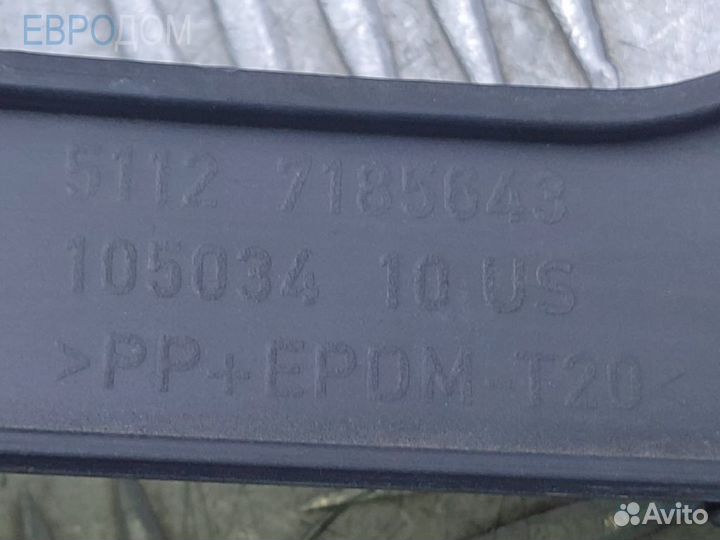 ЕВРОДОМ
5112 7185643
105034 10 US
>PP+EPDM-T20<
Avito